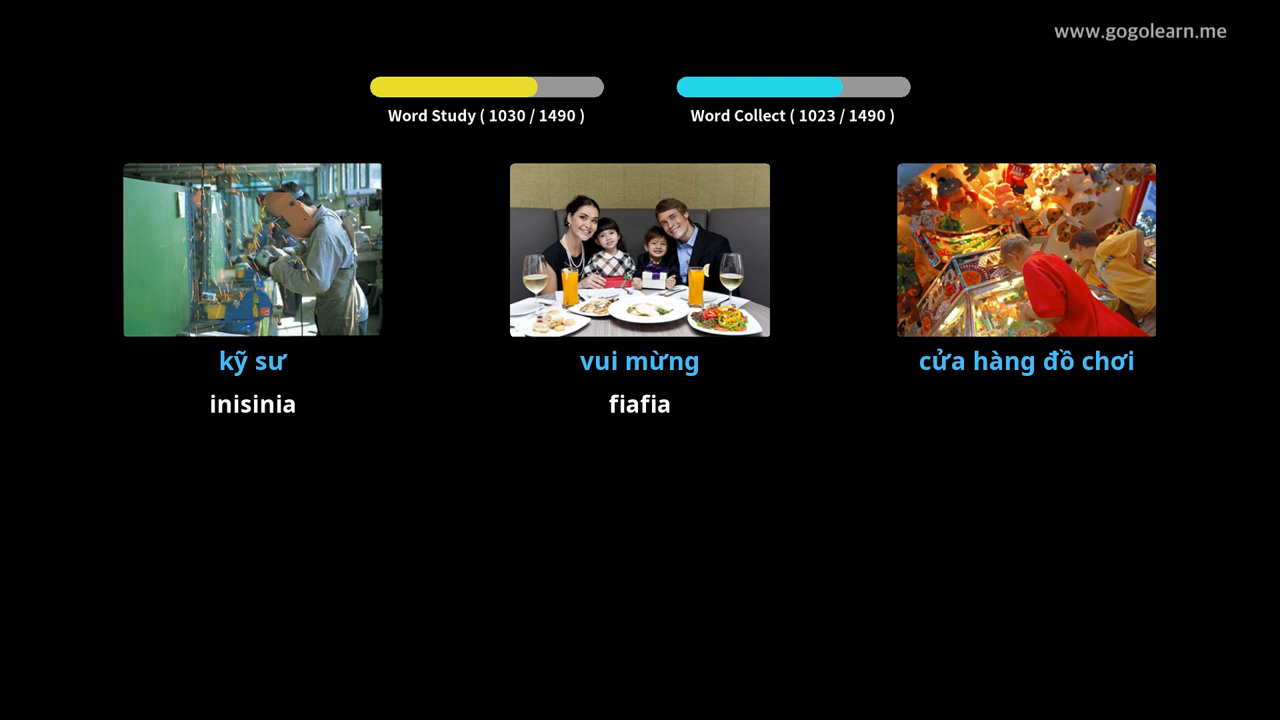 www.gogolearn.me
Word Study ( 1030 / 1490 )
Word Collect ( 1023 / 1490 )
kỹ sư
vui mừng
cửa hàng đồ chơi
inisinia
fiafia